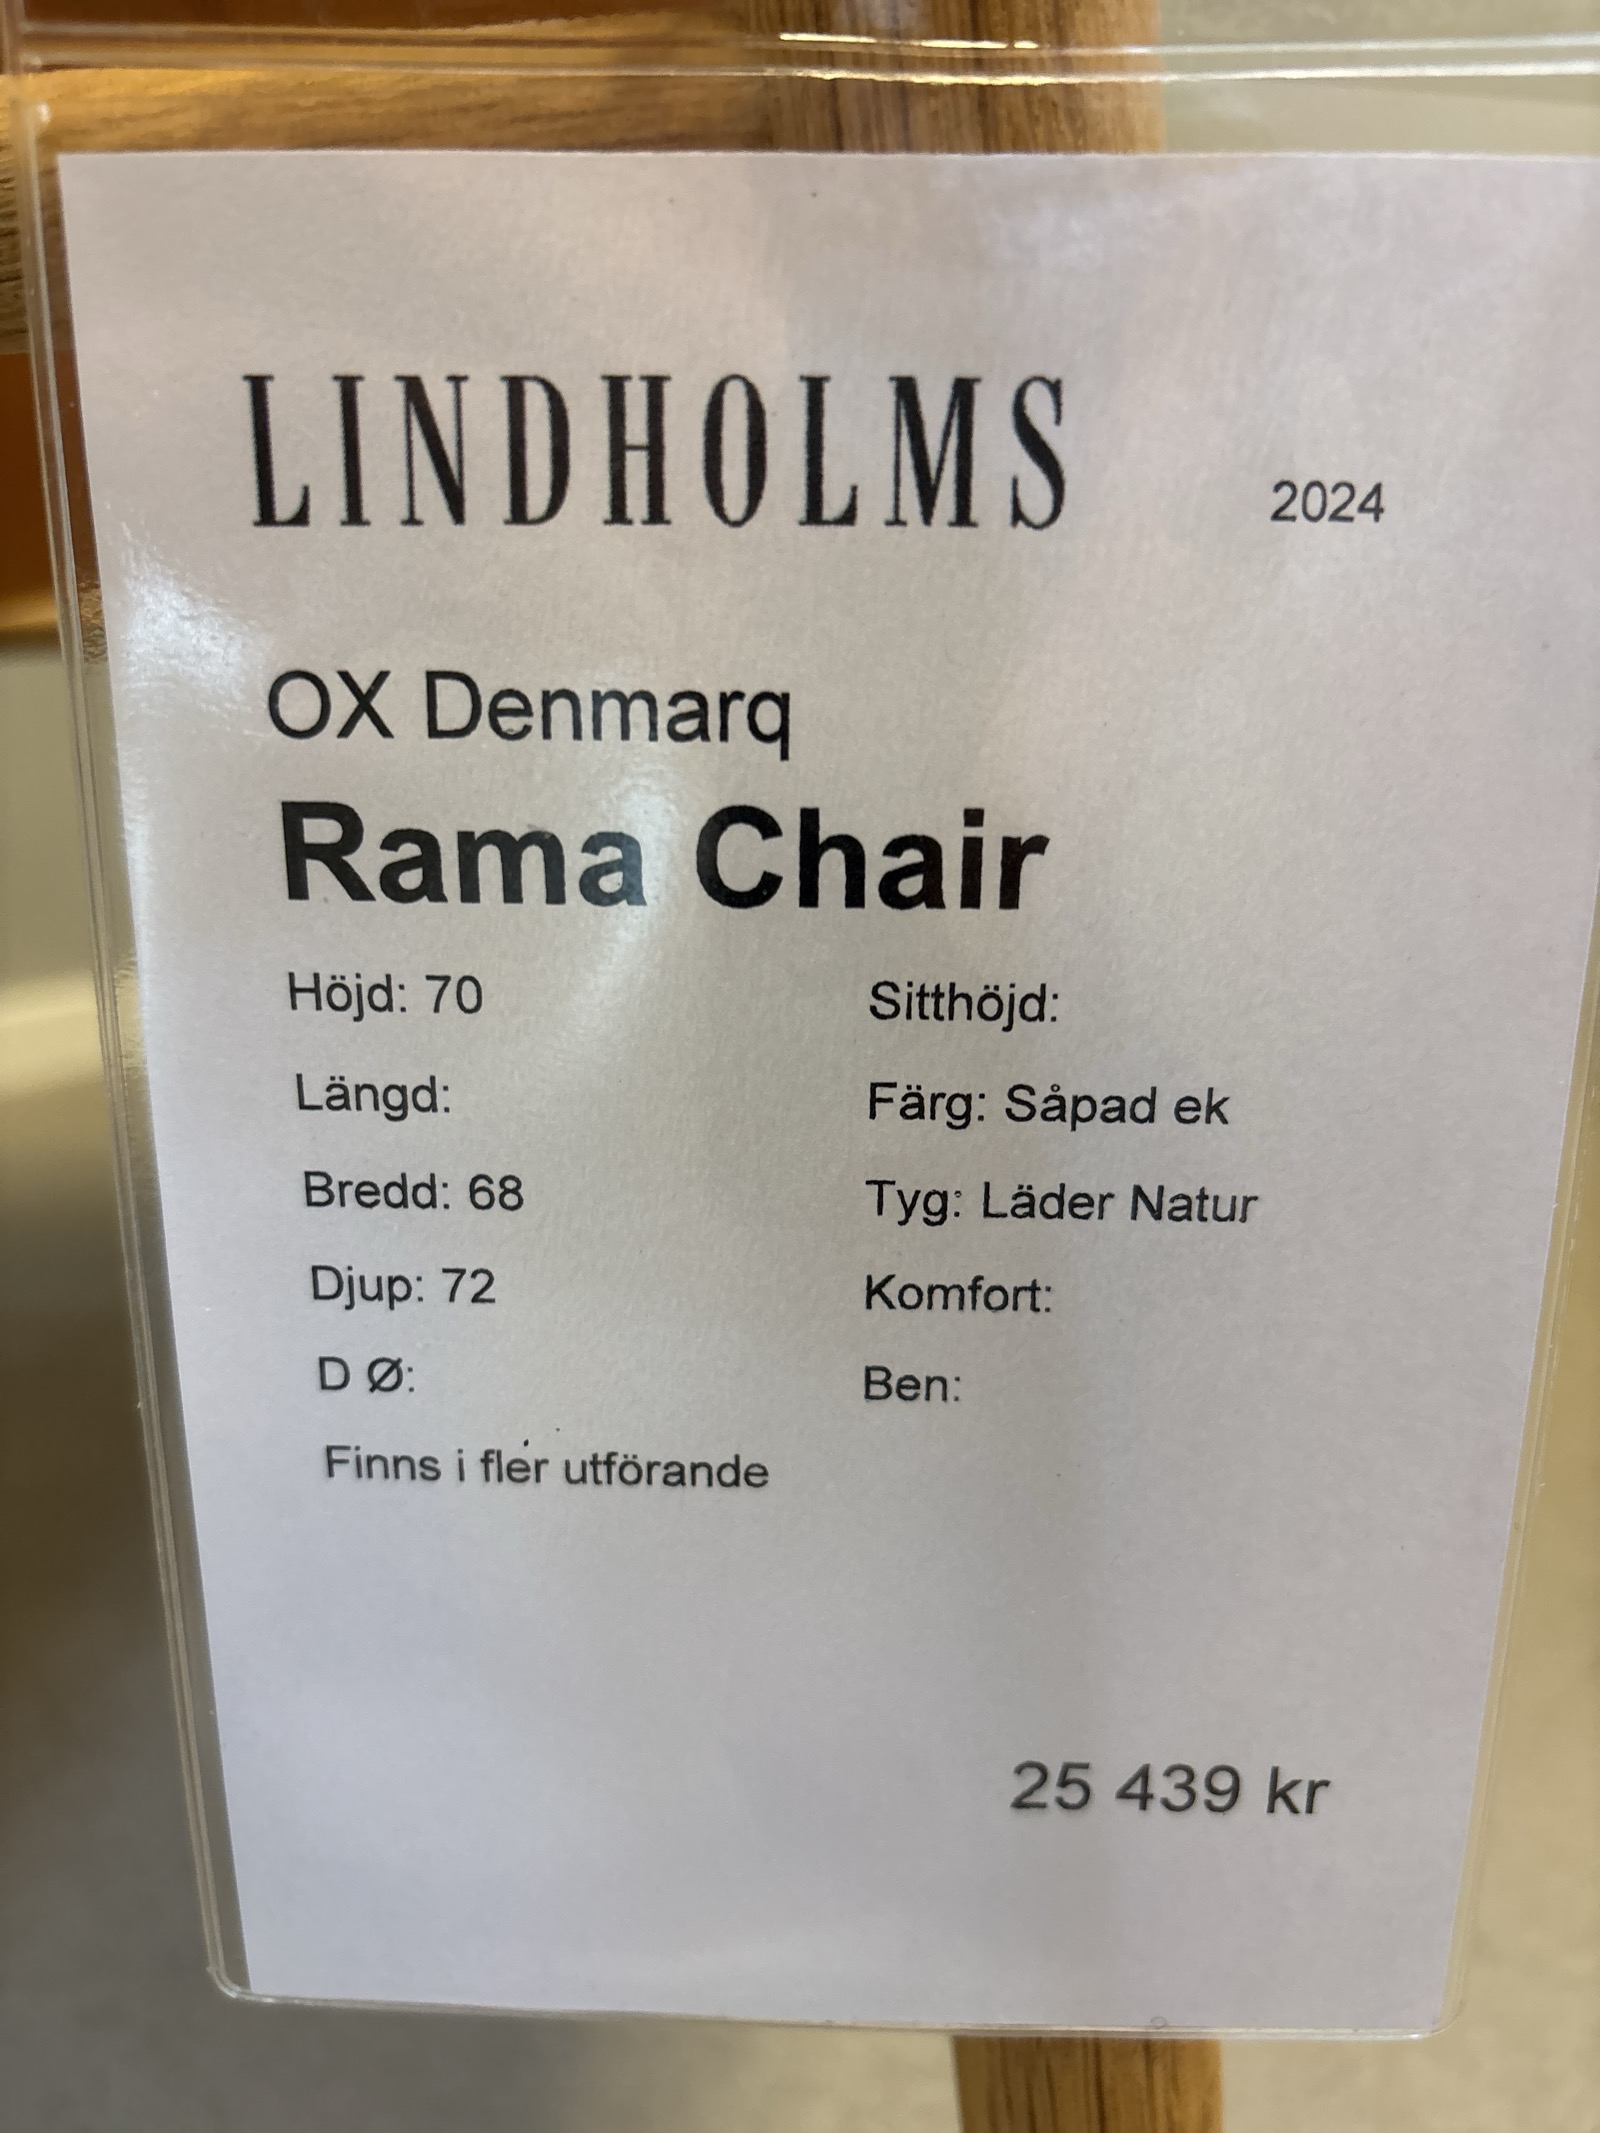 LINDHOLMS 2024
OX Denmarq
Rama Chair
Höjd: 70 Sitthöjd:
Längd: Färg: Såpad ek
Bredd: 68 Tyg: Läder Natur
Djup: 72 Komfort:
D Ø: Ben:
Finns i fler utförande
25 439 kr